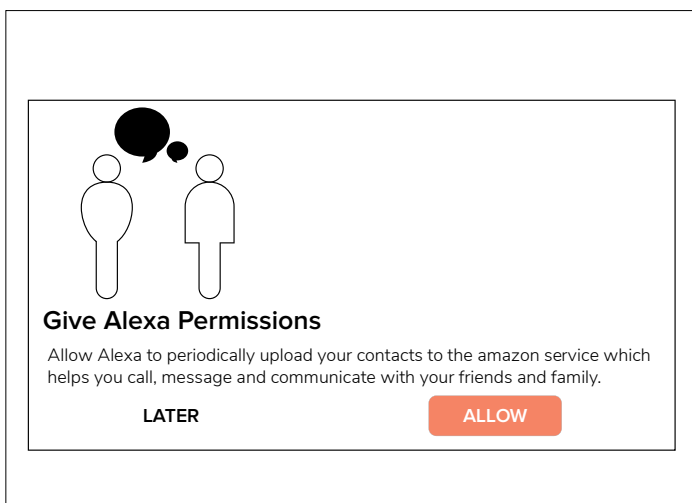 Give Alexa Permissions
Allow Alexa to periodically upload your contacts to the amazon service which
helps you call, message and communicate with your friends and family.
LATER
ALLOW